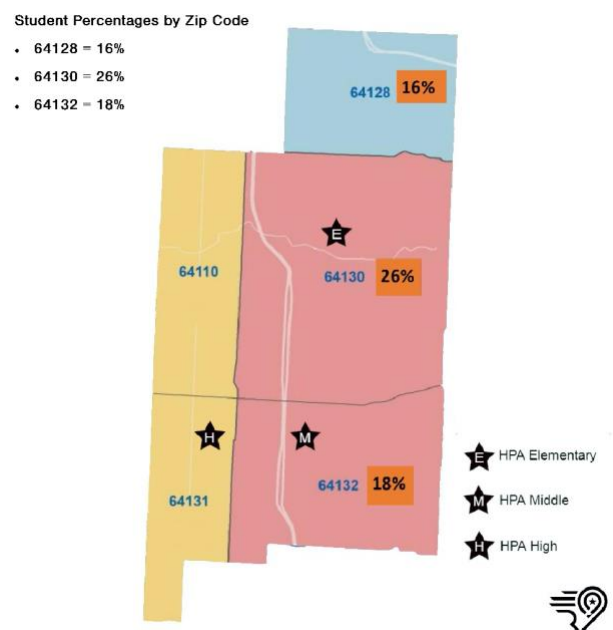 Student Percentages by Zip Code
• 64128 = 16%
• 64130 = 26%
• 64132 = 18%
64128 16%
E
64110
64130 26%
H
M
64132 18%
64131
E HPA Elementary
M HPA Middle
H HPA High